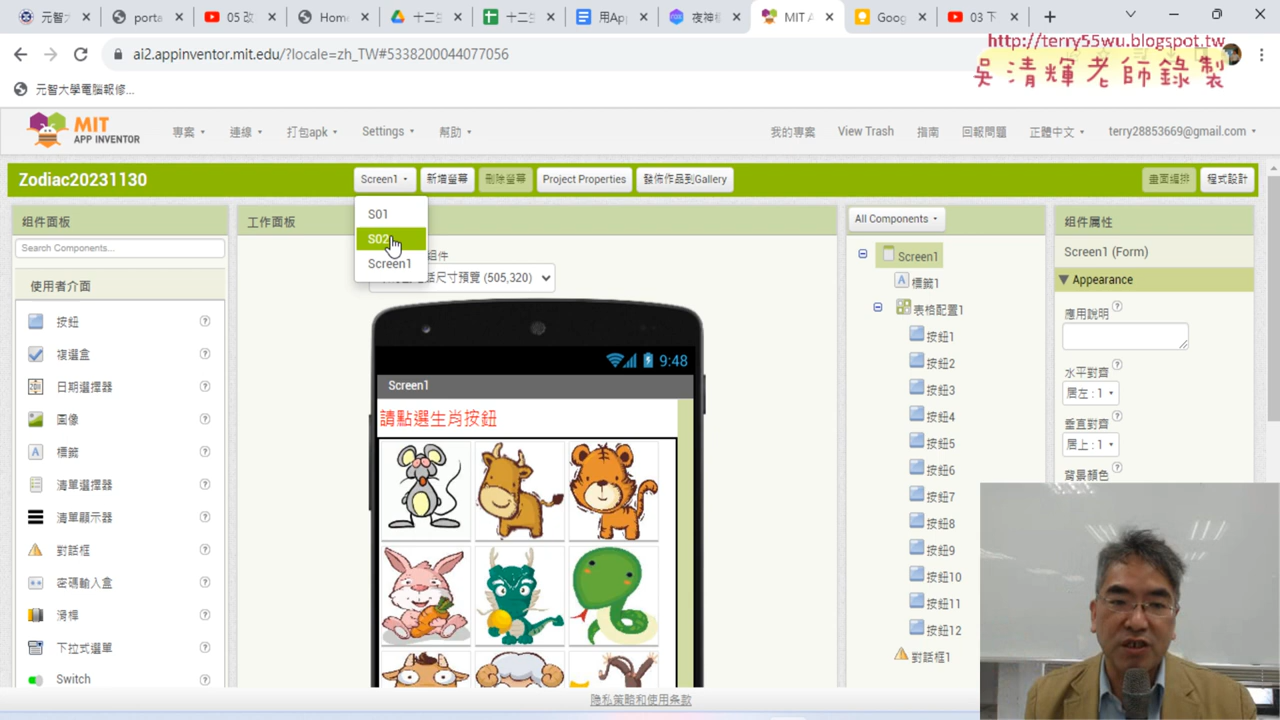 元智大
porta
05 改
Home
十二生
十二生
用Ap
夜神模
MIT A
Goog
03 下
ai2.appinventor.mit.edu/?locale=zh_TW#5338200044077056
http://terry55wu.blogspot.tw
吳清輝老師錄製
元智大學電腦報修...
MIT
APP INVENTOR
專案
連線
打包apk
Settings
幫助
我的專案
View Trash
指南
回報問題
正體中文
terry28853669@gmail.com
Zodiac20231130
Screen1
新增螢幕
刪除螢幕
Project Properties
發佈作品到Gallery
畫面編排
程式設計
S01
S02
Screen1
組件面板
Search Components...
使用者介面
按鈕
複選盒
日期選擇器
圖像
標籤
清單選擇器
清單顯示器
對話框
密碼輸入盒
滑桿
下拉式選單
Switch
工作面板
組件
尺寸預覽 (505,320)
9:48
Screen1
請點選生肖按鈕
隐私策略和使用条款
All Components
Screen1
標籤1
表格配置1
按鈕1
按鈕2
按鈕3
按鈕4
按鈕5
按鈕6
按鈕7
按鈕8
按鈕9
按鈕10
按鈕11
按鈕12
對話框1
組件屬性
Screen1 (Form)
Appearance
應用說明
水平對齊
居左 : 1
垂直對齊
居上 : 1
背景顏色